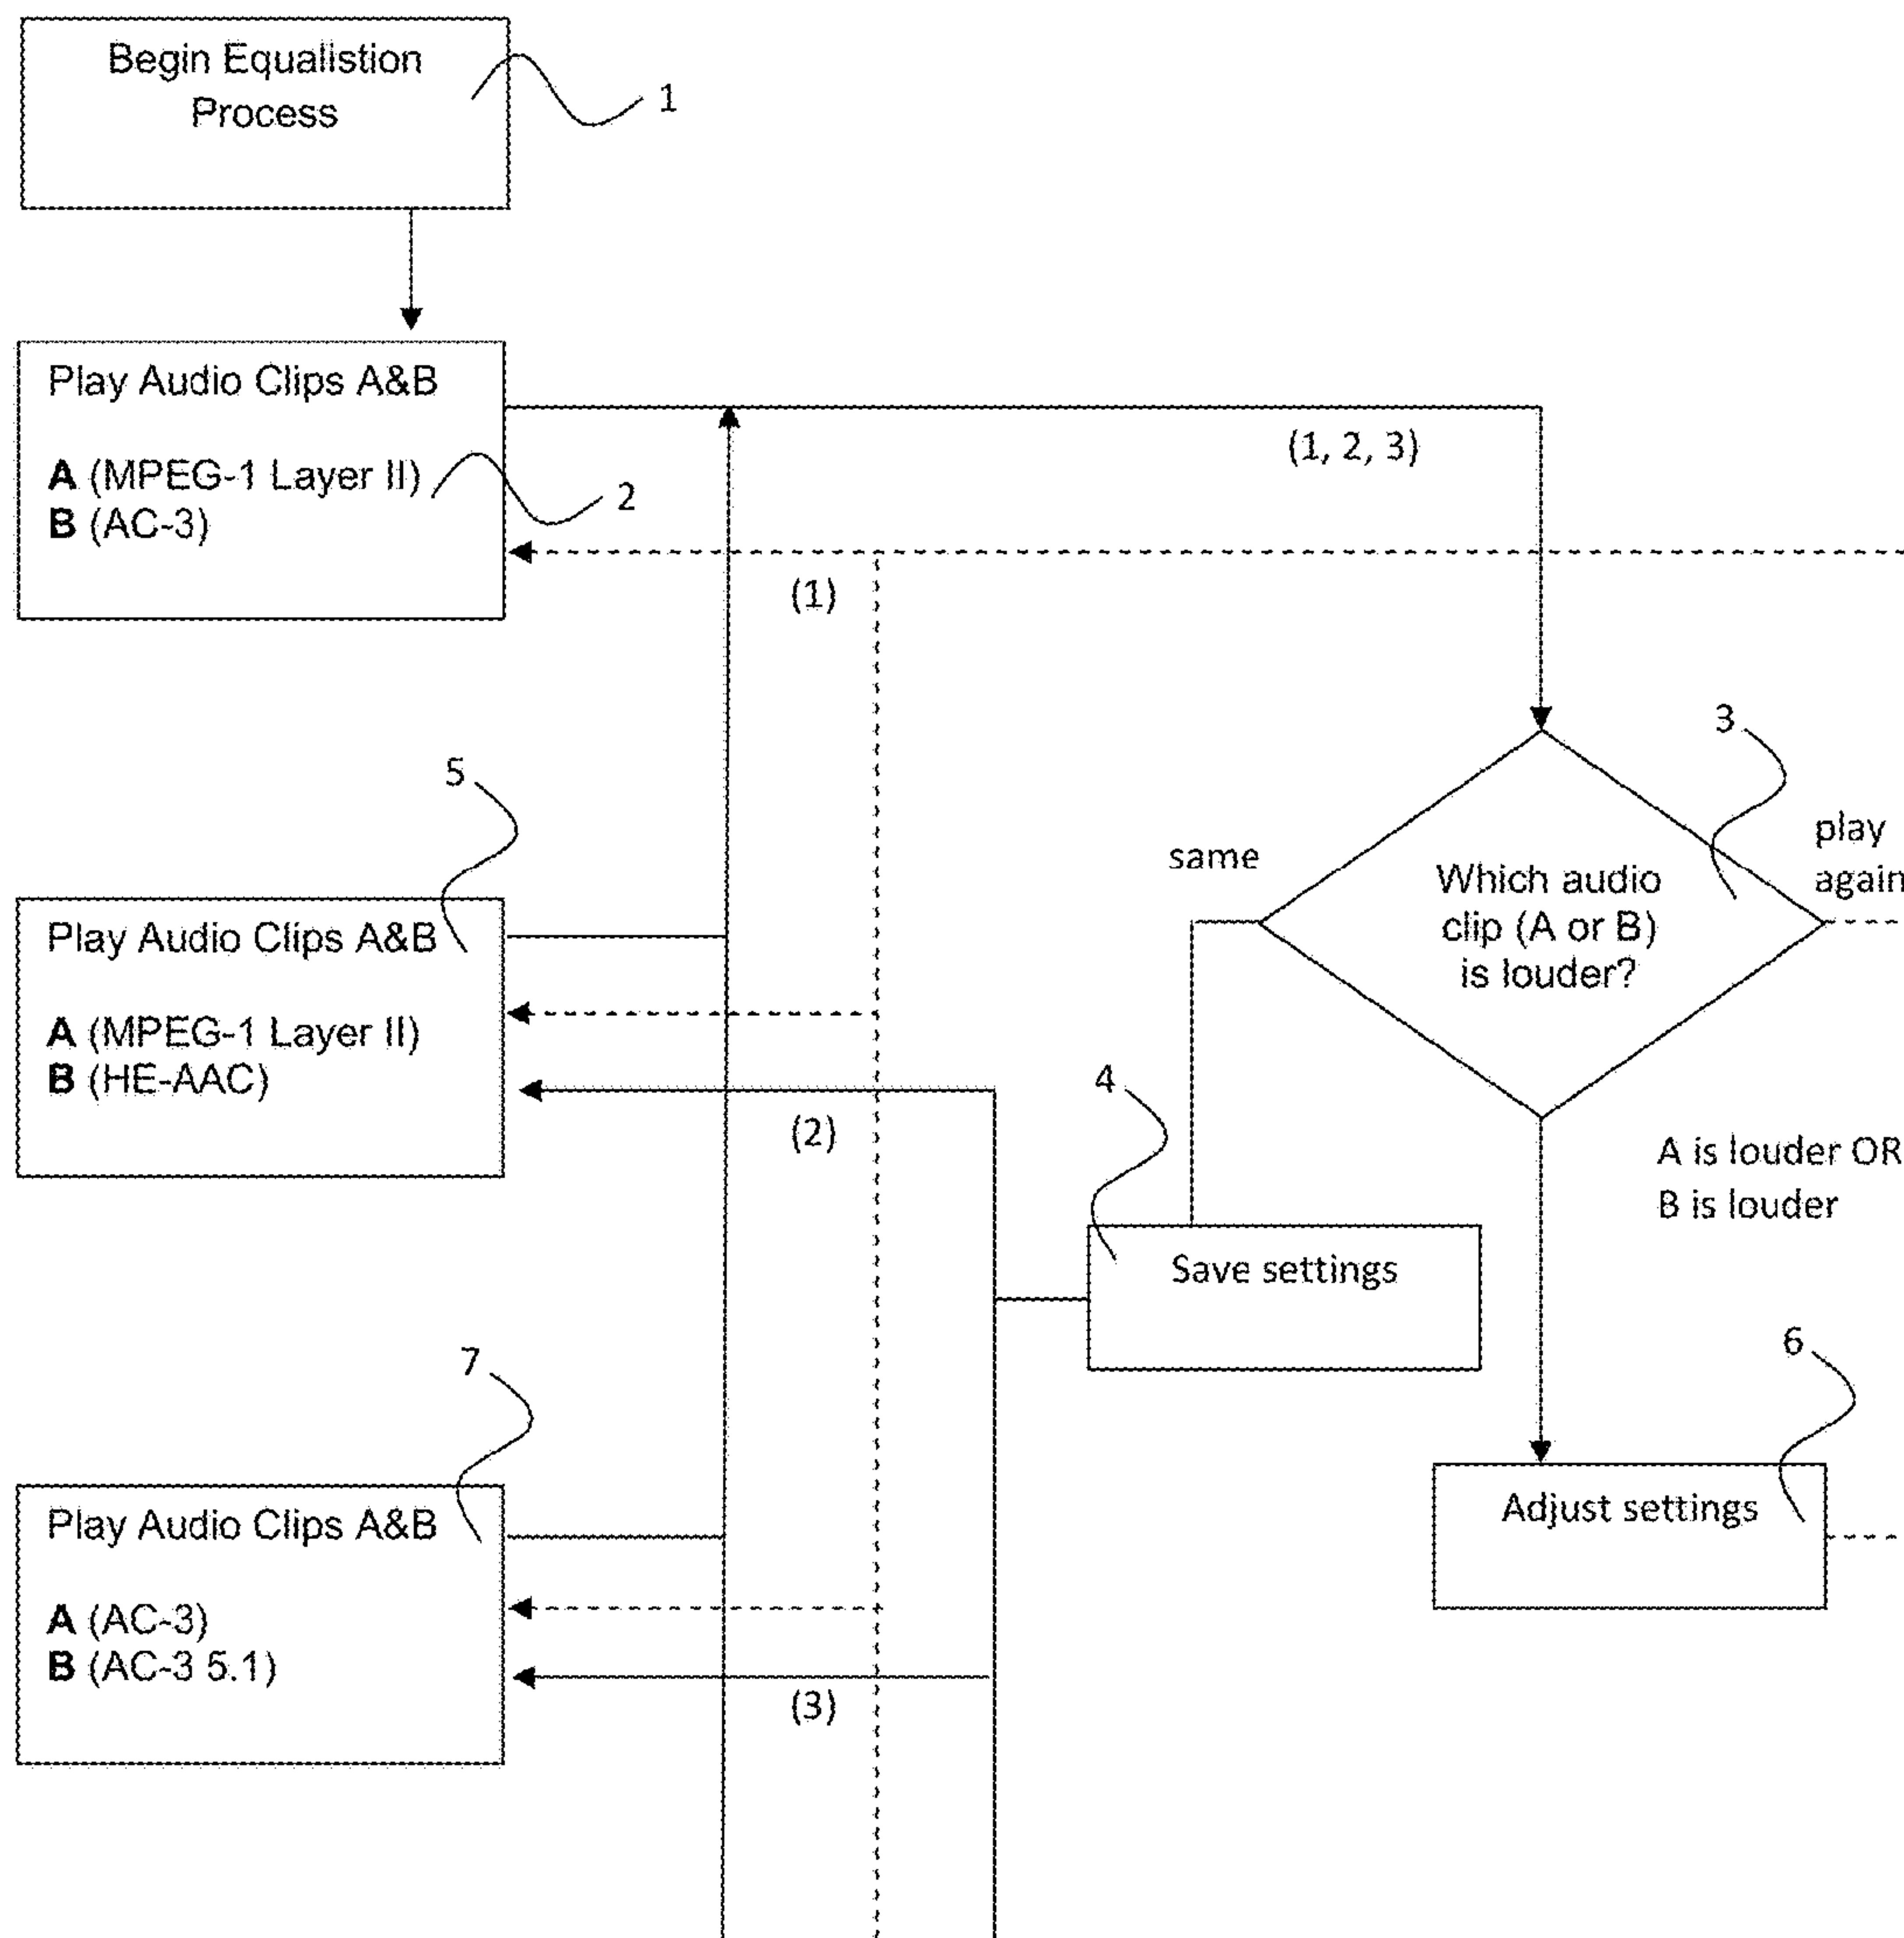 Begin Equalistion
Process
1
Play Audio Clips A&B
A (MPEG-1 Layer II)
B (AC-3)
2
(1, 2, 3)
(1)
3
play
again
same
Which audio
clip (A or B)
is louder?
5
Play Audio Clips A&B
A (MPEG-1 Layer II)
B (HE-AAC)
(2)
4
Save settings
A is louder OR
B is louder
6
Adjust settings
7
Play Audio Clips A&B
A (AC-3)
B (AC-3 5.1)
(3)